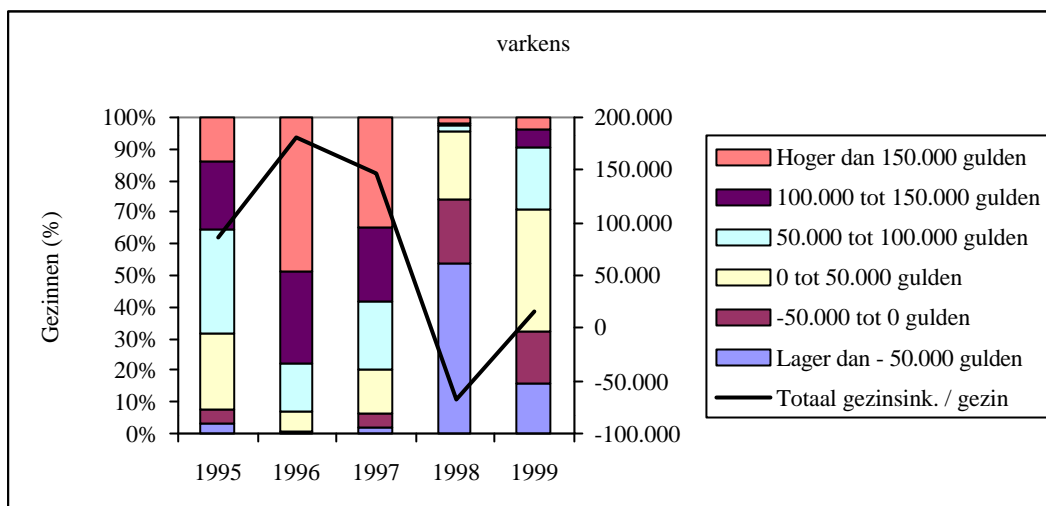 varkens
Gezinnen (%)
100%
90%
80%
70%
60%
50%
40%
30%
20%
10%
0%
200.000
150.000
100.000
50.000
0
-50.000
-100.000
1995 1996 1997 1998 1999
Hoger dan 150.000 gulden
100.000 tot 150.000 gulden
50.000 tot 100.000 gulden
0 tot 50.000 gulden
-50.000 tot 0 gulden
Lager dan - 50.000 gulden
Totaal gezinsink. / gezin